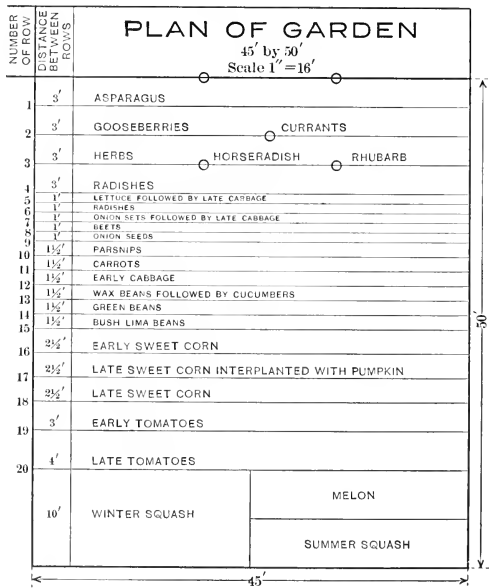 NUMBER OF ROW
DISTANCE BETWEEN ROWS
PLAN OF GARDEN
45' by 50'
Scale 1"=16'
3' ASPARAGUS
1
3' GOOSEBERRIES CURRANTS
2
3' HERBS HORSERADISH RHUBARB
3
3' RADISHES
4
1' LETTUCE FOLLOWED BY LATE CABBAGE
5
1' RADISHES
6
1' ONION SETS FOLLOWED BY LATE CABBAGE
7
1' BEETS
8
1' ONION SEEDS
9
1½' PARSNIPS
10
1½' CARROTS
11
1½' EARLY CABBAGE
12
1½' WAX BEANS FOLLOWED BY CUCUMBERS
13
1½' GREEN BEANS
14
1½' BUSH LIMA BEANS
15
2½' EARLY SWEET CORN
16
2½' LATE SWEET CORN INTERPLANTED WITH PUMPKIN
17
2½' LATE SWEET CORN
18
3' EARLY TOMATOES
19
4' LATE TOMATOES
20
MELON
10' WINTER SQUASH
SUMMER SQUASH
50'
45'